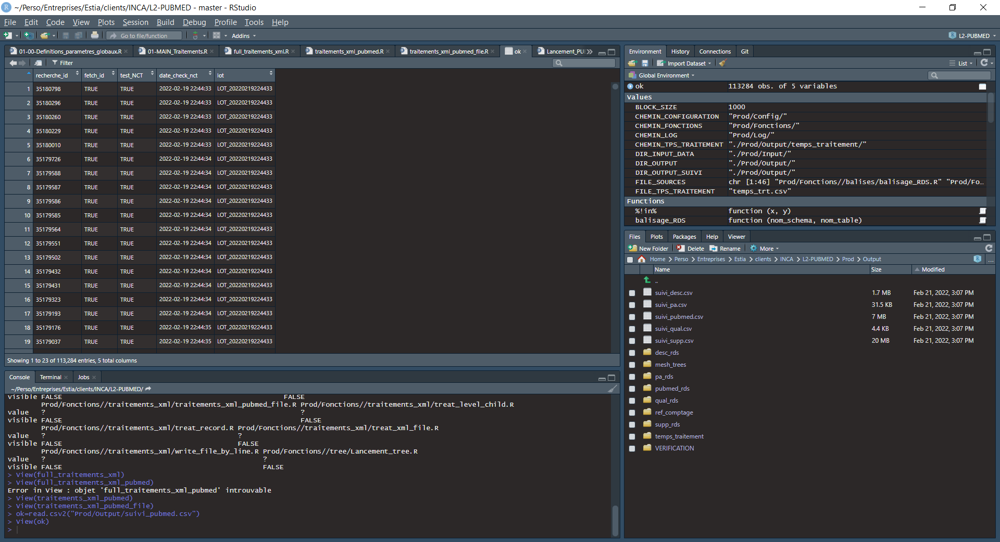 ~/Perso/Entreprises/Estia/clients/INCA/L2-PUBMED - master - RStudio
File Edit Code View Plots Session Build Debug Profile Tools Help
Go to file/function Addins L2-PUBMED
01-00-Definitions_parametres_globaux.R 01-MAIN_Traitements.R full_traitements_xml.R traitements_xml_pubmed.R traitements_xml_pubmed_file.R ok Lancement_PU
Filter
recherche_id fetch_id test_NCT date_check_nct lot
1 35180798 TRUE TRUE 2022-02-19 22:44:33 LOT_20220219224433
2 35180296 TRUE TRUE 2022-02-19 22:44:33 LOT_20220219224433
3 35180260 TRUE TRUE 2022-02-19 22:44:33 LOT_20220219224433
4 35180229 TRUE TRUE 2022-02-19 22:44:33 LOT_20220219224433
5 35180010 TRUE TRUE 2022-02-19 22:44:33 LOT_20220219224433
6 35179726 TRUE TRUE 2022-02-19 22:44:34 LOT_20220219224433
7 35179588 TRUE TRUE 2022-02-19 22:44:34 LOT_20220219224433
8 35179587 TRUE TRUE 2022-02-19 22:44:34 LOT_20220219224433
9 35179586 TRUE TRUE 2022-02-19 22:44:34 LOT_20220219224433
10 35179585 TRUE TRUE 2022-02-19 22:44:34 LOT_20220219224433
11 35179564 TRUE TRUE 2022-02-19 22:44:34 LOT_20220219224433
12 35179551 TRUE TRUE 2022-02-19 22:44:34 LOT_20220219224433
13 35179502 TRUE TRUE 2022-02-19 22:44:34 LOT_20220219224433
14 35179432 TRUE TRUE 2022-02-19 22:44:34 LOT_20220219224433
15 35179431 TRUE TRUE 2022-02-19 22:44:34 LOT_20220219224433
16 35179323 TRUE TRUE 2022-02-19 22:44:34 LOT_20220219224433
17 35179193 TRUE TRUE 2022-02-19 22:44:34 LOT_20220219224433
18 35179176 TRUE TRUE 2022-02-19 22:44:35 LOT_20220219224433
19 35179037 TRUE TRUE 2022-02-19 22:44:35 LOT_20220219224433
Showing 1 to 23 of 113,284 entries, 5 total columns
Console Terminal Jobs
~/Perso/Entreprises/Estia/clients/INCA/L2-PUBMED/
visible FALSE FALSE
Prod/Fonctions//traitements_xml/traitements_xml_pubmed_file.R Prod/Fonctions//traitements_xml/treat_level_child.R
value ? ?
visible FALSE FALSE
Prod/Fonctions//traitements_xml/treat_record.R Prod/Fonctions//traitements_xml/treat_xml_file.R
value ? ?
visible FALSE FALSE
Prod/Fonctions//traitements_xml/write_file_by_line.R Prod/Fonctions//tree/Lancement_tree.R
value ? ?
visible FALSE FALSE
> View(full_traitements_xml)
> View(full_traitements_xml_pubmed)
Error in View : objet 'full_traitements_xml_pubmed' introuvable
> View(traitements_xml_pubmed)
> View(traitements_xml_pubmed_file)
> ok=read.csv2("Prod/Output/suivi_pubmed.csv")
> View(ok)
>
Environment History Connections Git
Import Dataset List
Global Environment
ok 113284 obs. of 5 variables
Values
BLOCK_SIZE 1000
CHEMIN_CONFIGURATION "Prod/Config/"
CHEMIN_FONCTIONS "Prod/Fonctions/"
CHEMIN_LOG "Prod/Log/"
CHEMIN_TPS_TRAITEMENT "./Prod/Output/temps_traitement/"
DIR_INPUT_DATA "./Prod/Input/"
DIR_OUTPUT "./Prod/Output/"
DIR_OUTPUT_SUIVI "./Prod/Output/"
FILE_SOURCES chr [1:46] "Prod/Fonctions//balises/balisage_RDS.R" "Prod/Fo...
FILE_TPS_TRAITEMENT "temps_trt.csv"
Functions
%!in% function (x, y)
balisage_RDS function (nom_schema, nom_table)
Files Plots Packages Help Viewer
New Folder Delete Rename More
Home Perso Entreprises Estia clients INCA L2-PUBMED Prod Output ...
Name Size Modified
..
suivi_desc.csv 1.7 MB Feb 21, 2022, 3:07 PM
suivi_pa.csv 31.5 KB Feb 21, 2022, 3:07 PM
suivi_pubmed.csv 7 MB Feb 21, 2022, 3:07 PM
suivi_qual.csv 4.4 KB Feb 21, 2022, 3:07 PM
suivi_supp.csv 20 MB Feb 21, 2022, 3:07 PM
desc_rds
mesh_trees
pa_rds
pubmed_rds
qual_rds
ref_comptage
supp_rds
temps_traitement
VERIFICATION